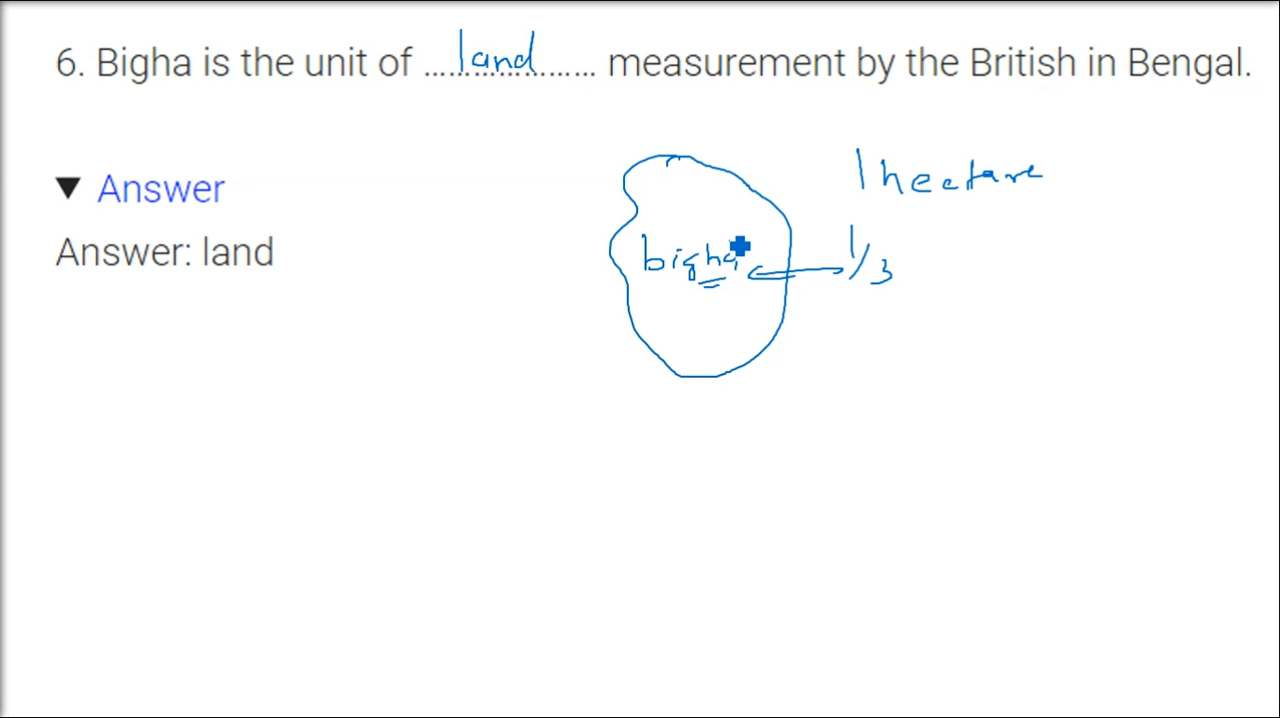 6. Bigha is the unit of ........land........ measurement by the British in Bengal.
▼ Answer
Answer: land
1 hectare
bigha
1/3